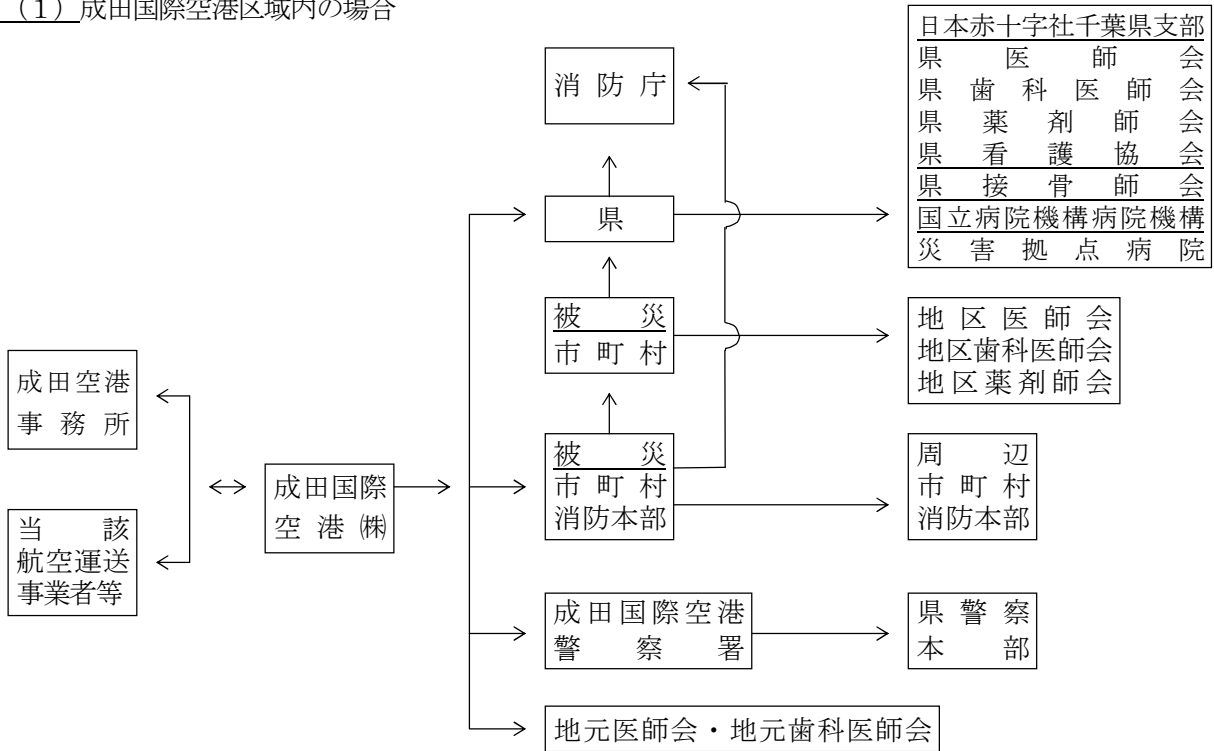 （１）成田国際空港区域内の場合
日本赤十字社千葉県支部
県医師会
県歯科医師会
県薬剤師会
県看護協会
県接骨師会
国立病院機構病院機構
災害拠点病院
消防庁
県
被災
市町村
地区医師会
地区歯科医師会
地区薬剤師会
成田空港
事務所
成田国際
空港㈱
当該
航空運送
事業者等
被災
市町村
消防本部
周辺
市町村
消防本部
成田国際空港
警察署
県警察
本部
地元医師会・地元歯科医師会